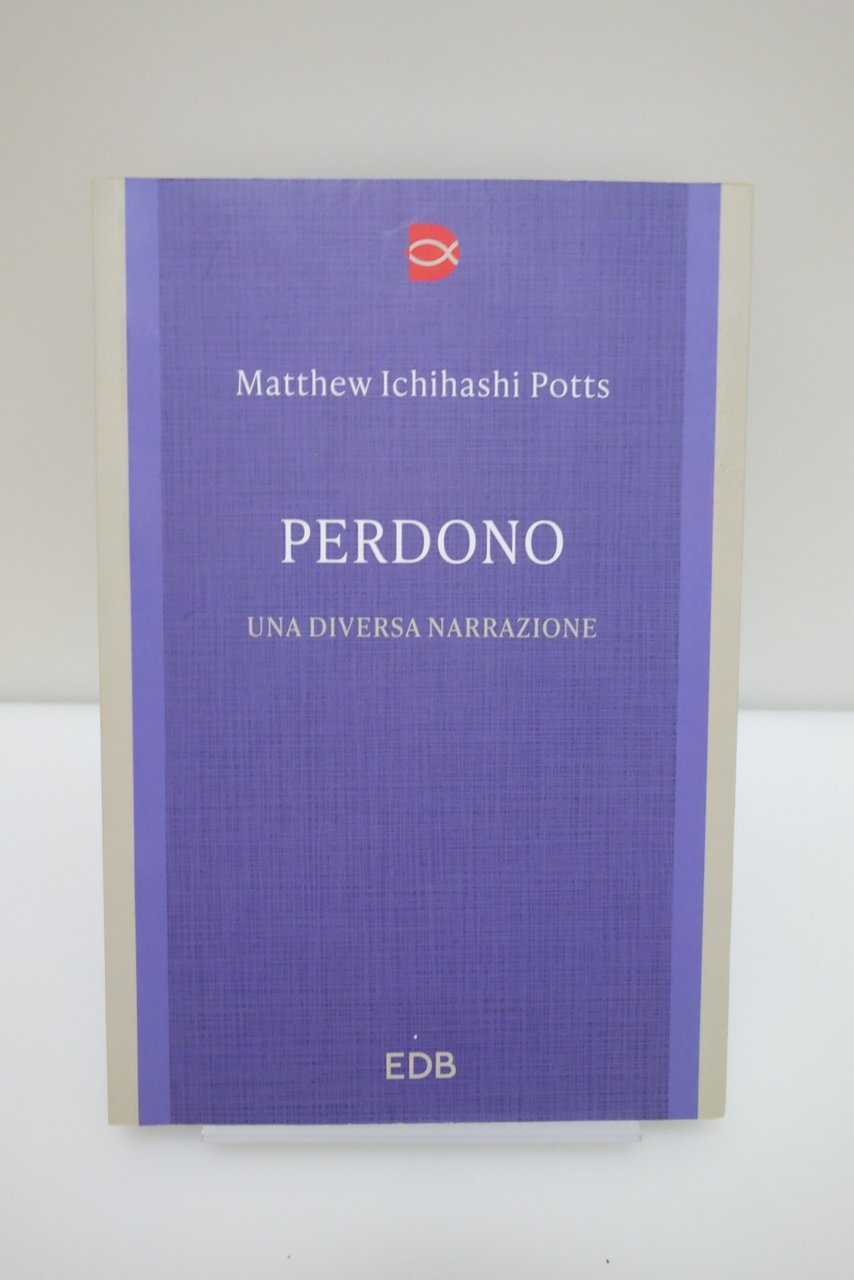 Matthew Ichihashi Potts
PERDONO
UNA DIVERSA NARRAZIONE
EDB